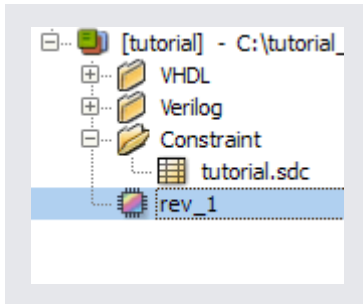 [tutorial] - C:\tutorial_
VHDL
Verilog
Constraint
tutorial.sdc
rev_1